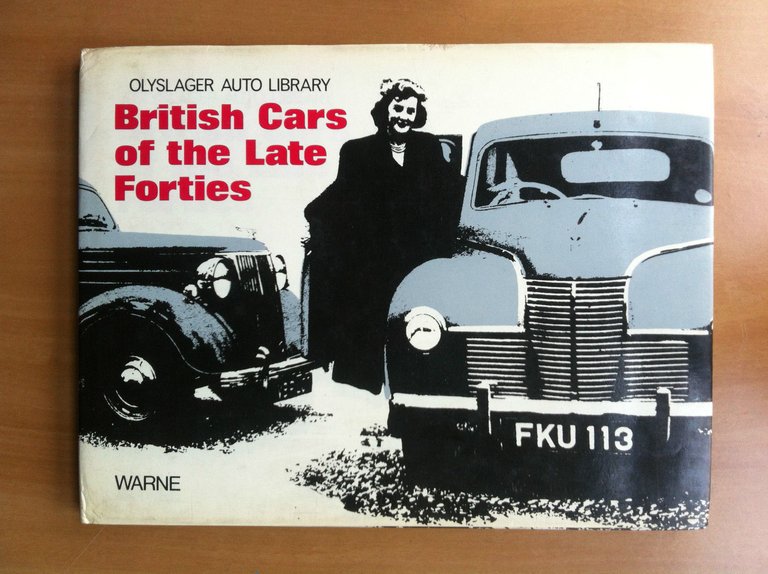 OLYSLAGER AUTO LIBRARY
British Cars
of the Late
Forties
FKU 113
WARNE